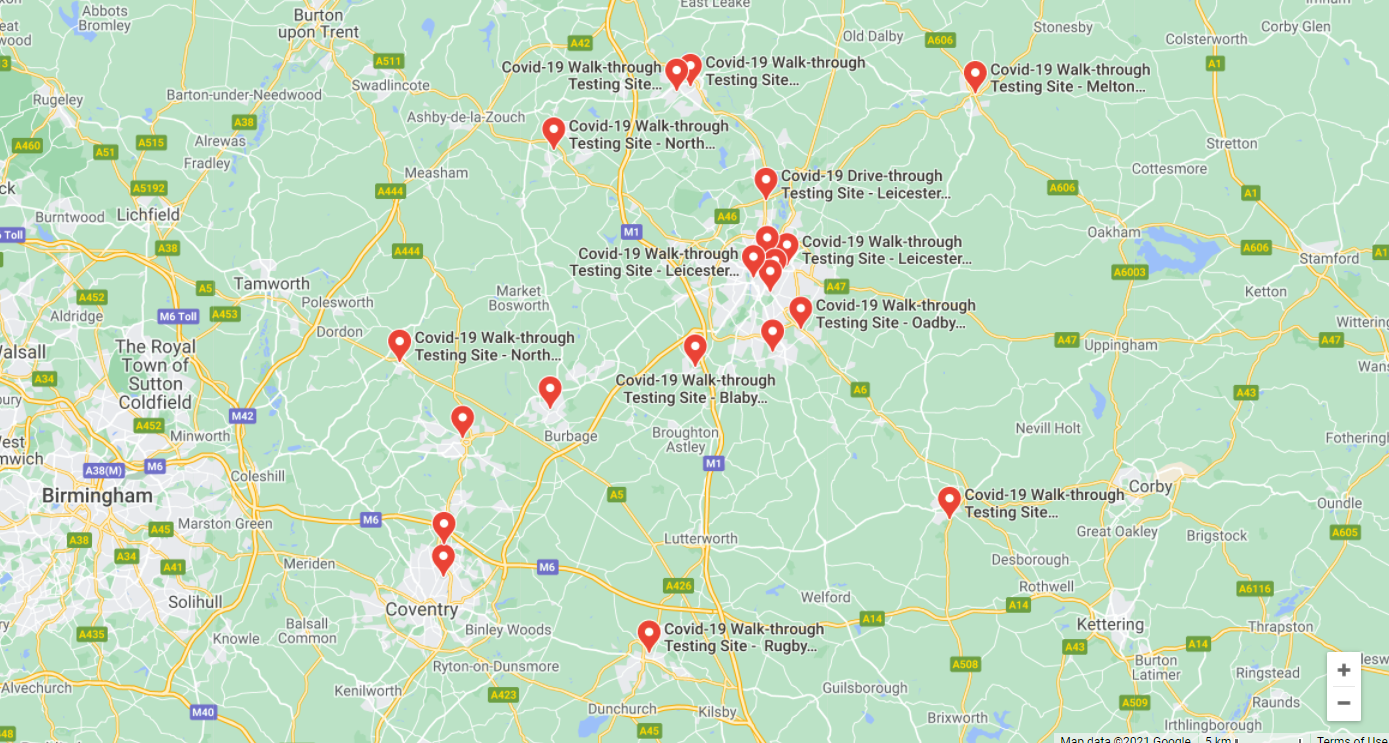 East Leake
Abbots
Bromley
Burton
upon Trent
A42
Old Dalby
A606
Stonesby
Corby Glen
Colsterworth
A1
A511
Swadlincote
Covid-19 Walk-through
Testing Site...
Covid-19 Walk-through
Testing Site...
Covid-19 Walk-through
Testing Site - Melton...
Rugeley
Barton-under-Needwood
A38
Ashby-de-la-Zouch
Covid-19 Walk-through
Testing Site - North...
A460
A51
A515
Alrewas
Fradley
Stretton
Cottesmore
Measham
A5192
A444
Covid-19 Drive-through
Testing Site - Leicester...
A606
A1
Burntwood
Lichfield
A46
M1
Oakham
A38
A444
Covid-19 Walk-through
Testing Site - Leicester...
Covid-19 Walk-through
Testing Site - Leicester...
A606
Stamford
A6003
Tamworth
A5
A452
Polesworth
Market
Bosworth
A47
Ketton
Aldridge
M6 Toll
A453
Dordon
Covid-19 Walk-through
Testing Site - Oadby...
Wittering
A47
Uppingham
A47
The Royal
Town of
Sutton
Coldfield
Covid-19 Walk-through
Testing Site - North...
A34
Covid-19 Walk-through
Testing Site - Blaby...
A6
A43
M42
A452
Minworth
Burbage
Broughton
Astley
Nevill Holt
A38(M)
M6
Coleshill
M1
Birmingham
A5
Corby
Covid-19 Walk-through
Testing Site...
Oundle
Marston Green
A45
M6
A38
A34
A41
Meriden
Lutterworth
Great Oakley
Brigstock
A605
Desborough
M6
A426
Rothwell
A6116
Solihull
Coventry
Welford
A14
A14
Kettering
Thrapston
A435
Knowle
Balsall
Common
Binley Woods
Covid-19 Walk-through
Testing Site - Rugby...
A43
A14
Ryton-on-Dunsmore
A508
Burton
Latimer
Ringstead
Alvechurch
Kenilworth
A423
Guilsborough
A509
Raunds
M40
Dunchurch
Kilsby
Brixworth
Irthlingborough
A45
Map data ©2021 Google
5 km
Terms of Use